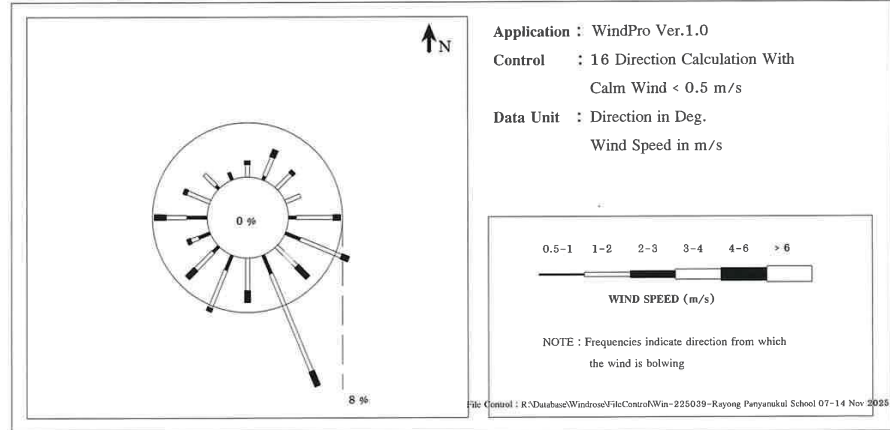 N
Application : WindPro Ver.1.0
Control : 16 Direction Calculation With
Calm Wind < 0.5 m/s
Data Unit : Direction in Deg.
Wind Speed in m/s
0 %
8 %
0.5-1 1-2 2-3 3-4 4-6 > 6
WIND SPEED (m/s)
NOTE : Frequencies indicate direction from which
the wind is bolwing
File Control : R:\Database\Windrose\FileControl\Win-225039-Rayong Panyanukul School 07-14 Nov 2025